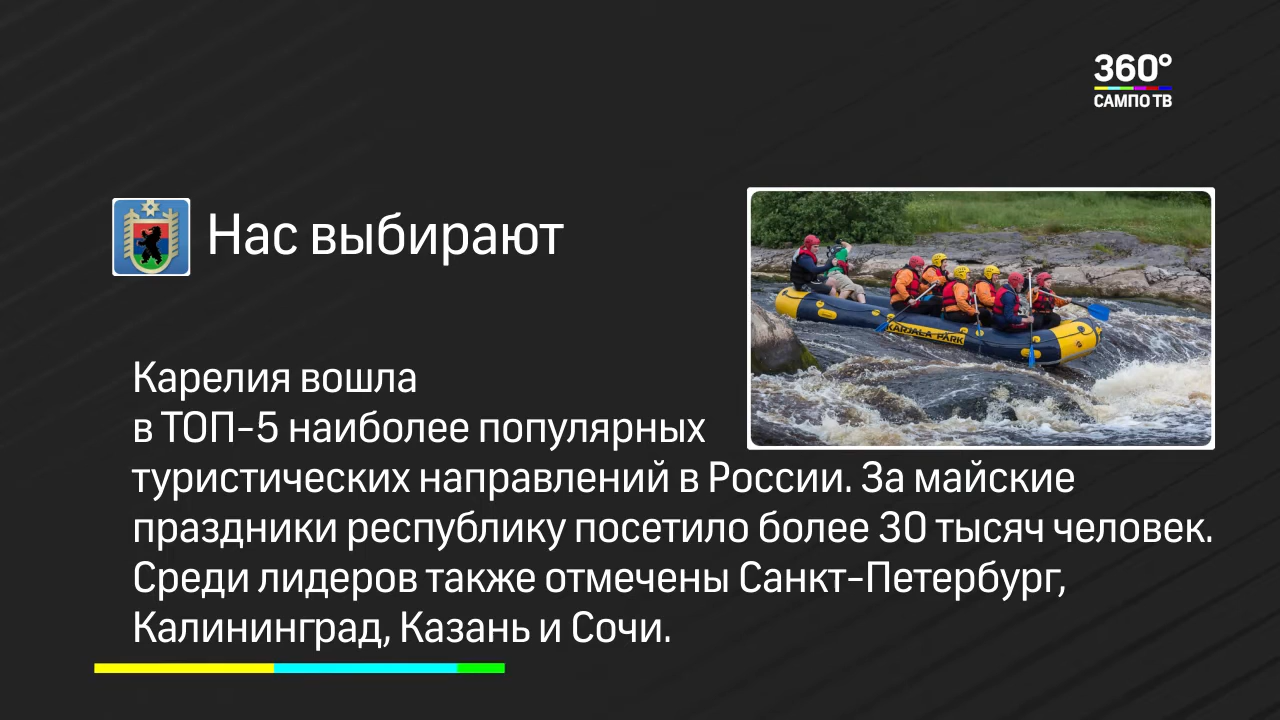 360°
САМПО ТВ
Нас выбирают
KARJALA PARK
Карелия вошла
в ТОП-5 наиболее популярных
туристических направлений в России. За майские
праздники республику посетило более 30 тысяч человек.
Среди лидеров также отмечены Санкт-Петербург,
Калининград, Казань и Сочи.